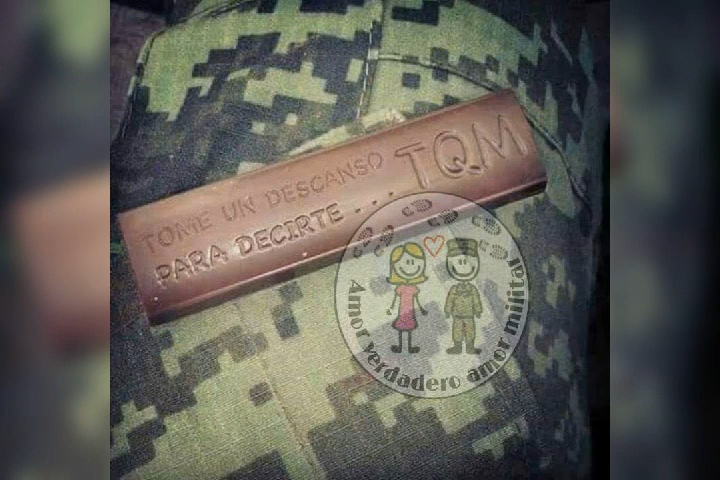 TOME UN DESCANSO
PARA DECIRTE ... TQM
Amor verdadero amor militar